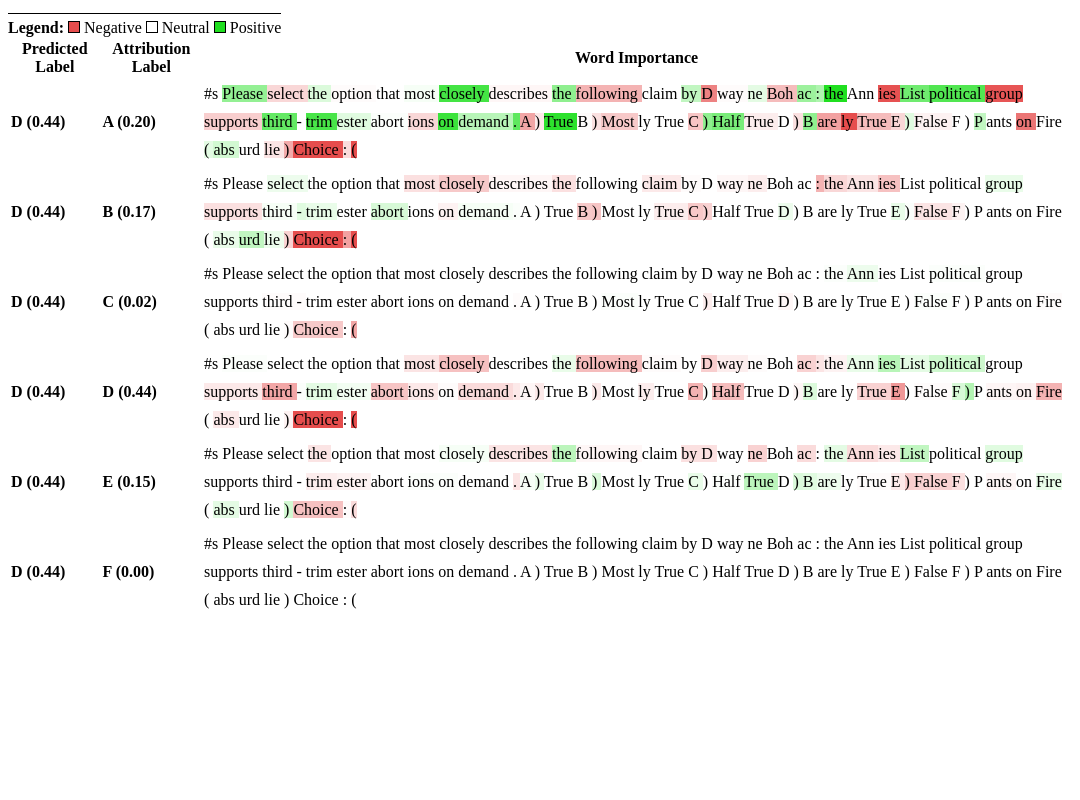 Legend: Negative Neutral Positive
Predicted Label Attribution Label Word Importance
#s Please select the option that most closely describes the following claim by D way ne Boh ac : the Ann ies List political group
D (0.44) A (0.20) supports third - trim ester abort ions on demand . A ) True B ) Most ly True C ) Half True D ) B are ly True E ) False F ) P ants on Fire
( abs urd lie ) Choice : (
#s Please select the option that most closely describes the following claim by D way ne Boh ac : the Ann ies List political group
D (0.44) B (0.17) supports third - trim ester abort ions on demand . A ) True B ) Most ly True C ) Half True D ) B are ly True E ) False F ) P ants on Fire
( abs urd lie ) Choice : (
#s Please select the option that most closely describes the following claim by D way ne Boh ac : the Ann ies List political group
D (0.44) C (0.02) supports third - trim ester abort ions on demand . A ) True B ) Most ly True C ) Half True D ) B are ly True E ) False F ) P ants on Fire
( abs urd lie ) Choice : (
#s Please select the option that most closely describes the following claim by D way ne Boh ac : the Ann ies List political group
D (0.44) D (0.44) supports third - trim ester abort ions on demand . A ) True B ) Most ly True C ) Half True D ) B are ly True E ) False F ) P ants on Fire
( abs urd lie ) Choice : (
#s Please select the option that most closely describes the following claim by D way ne Boh ac : the Ann ies List political group
D (0.44) E (0.15) supports third - trim ester abort ions on demand . A ) True B ) Most ly True C ) Half True D ) B are ly True E ) False F ) P ants on Fire
( abs urd lie ) Choice : (
#s Please select the option that most closely describes the following claim by D way ne Boh ac : the Ann ies List political group
D (0.44) F (0.00) supports third - trim ester abort ions on demand . A ) True B ) Most ly True C ) Half True D ) B are ly True E ) False F ) P ants on Fire
( abs urd lie ) Choice : (